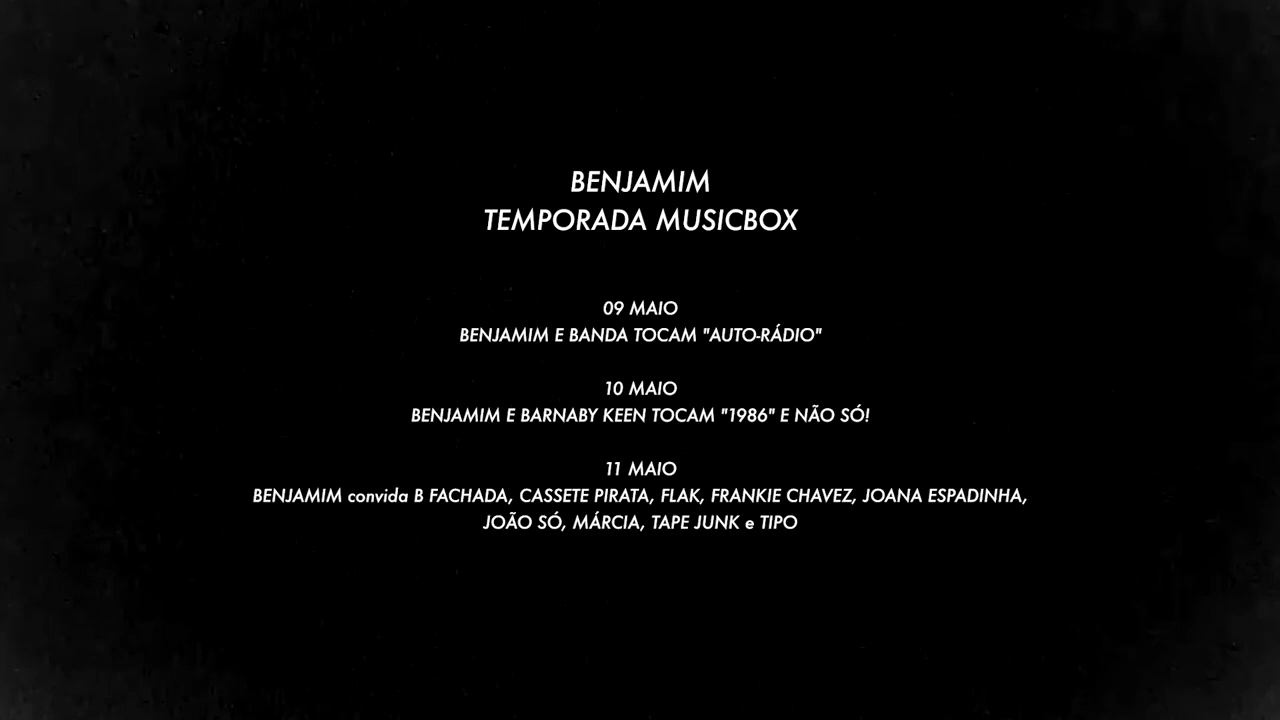 BENJAMIM
TEMPORADA MUSICBOX
09 MAIO
BENJAMIM E BANDA TOCAM "AUTO-RÁDIO"
10 MAIO
BENJAMIM E BARNABY KEEN TOCAM "1986" E NÃO SÓ!
11 MAIO
BENJAMIM convida B FACHADA, CASSETE PIRATA, FLAK, FRANKIE CHAVEZ, JOANA ESPADINHA,
JOÃO SÓ, MÁRCIA, TAPE JUNK e TIPO